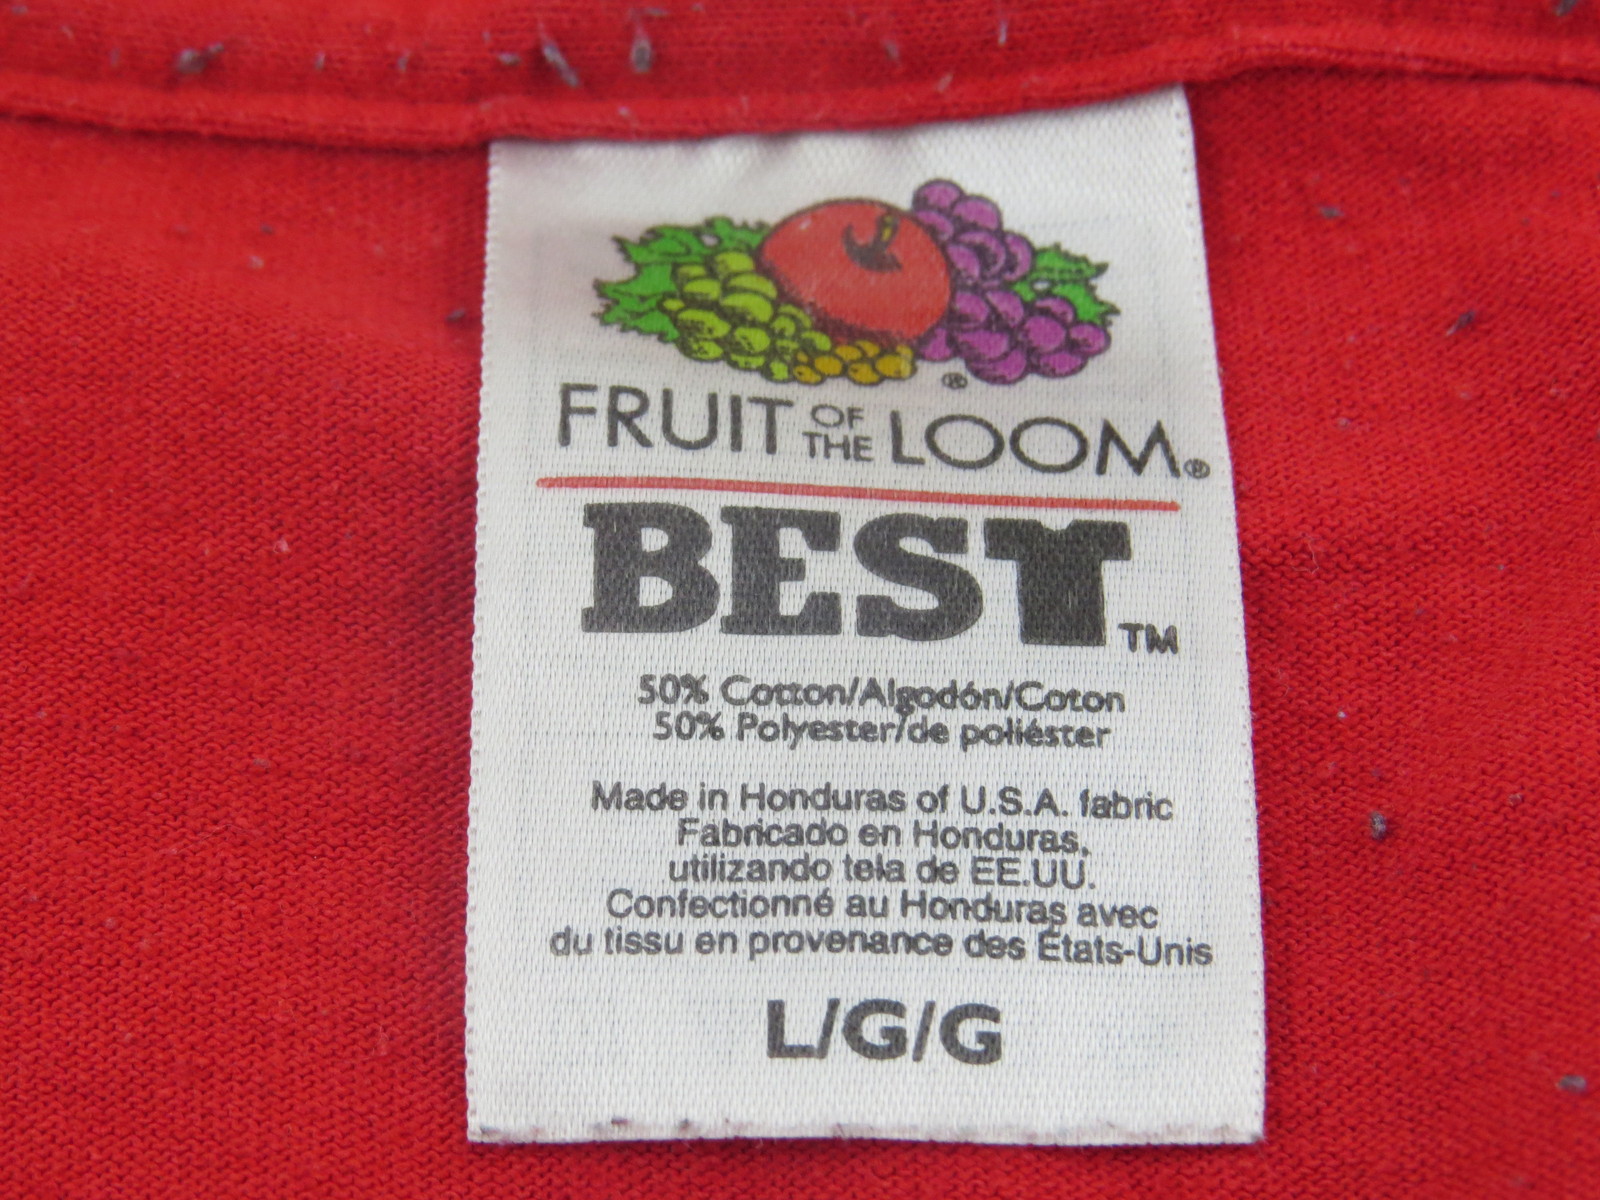 ®
FRUIT OF THE LOOM®
BEST™
50% Cotton/Algodón/Coton
50% Polyester/de poliéster
Made in Honduras of U.S.A. fabric
Fabricado en Honduras,
utilizando tela de EE.UU.
Confectionné au Honduras avec
du tissu en provenance des États-Unis
L/G/G